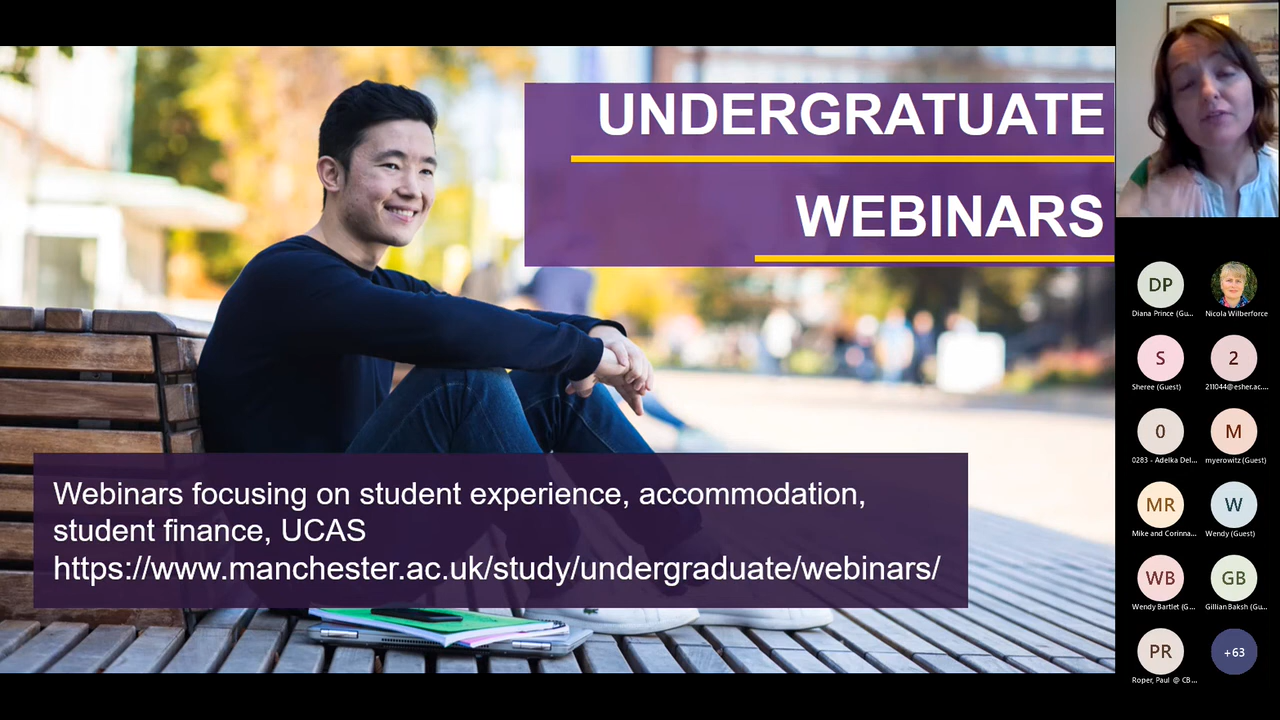 UNDERGRATUATE
WEBINARS
Webinars focusing on student experience, accommodation,
student finance, UCAS
https://www.manchester.ac.uk/study/undergraduate/webinars/
DP
Diana Prince (Gu...
Nicola Wilberforce
S
Sheree (Guest)
2
211044@esher.ac....
0
0283 - Adelka Del...
M
myerowitz (Guest)
MR
Mike and Corinna...
W
Wendy (Guest)
WB
Wendy Bartlet (G...
GB
Gillian Baksh (Gu...
PR
Roper, Paul @ CB...
+63